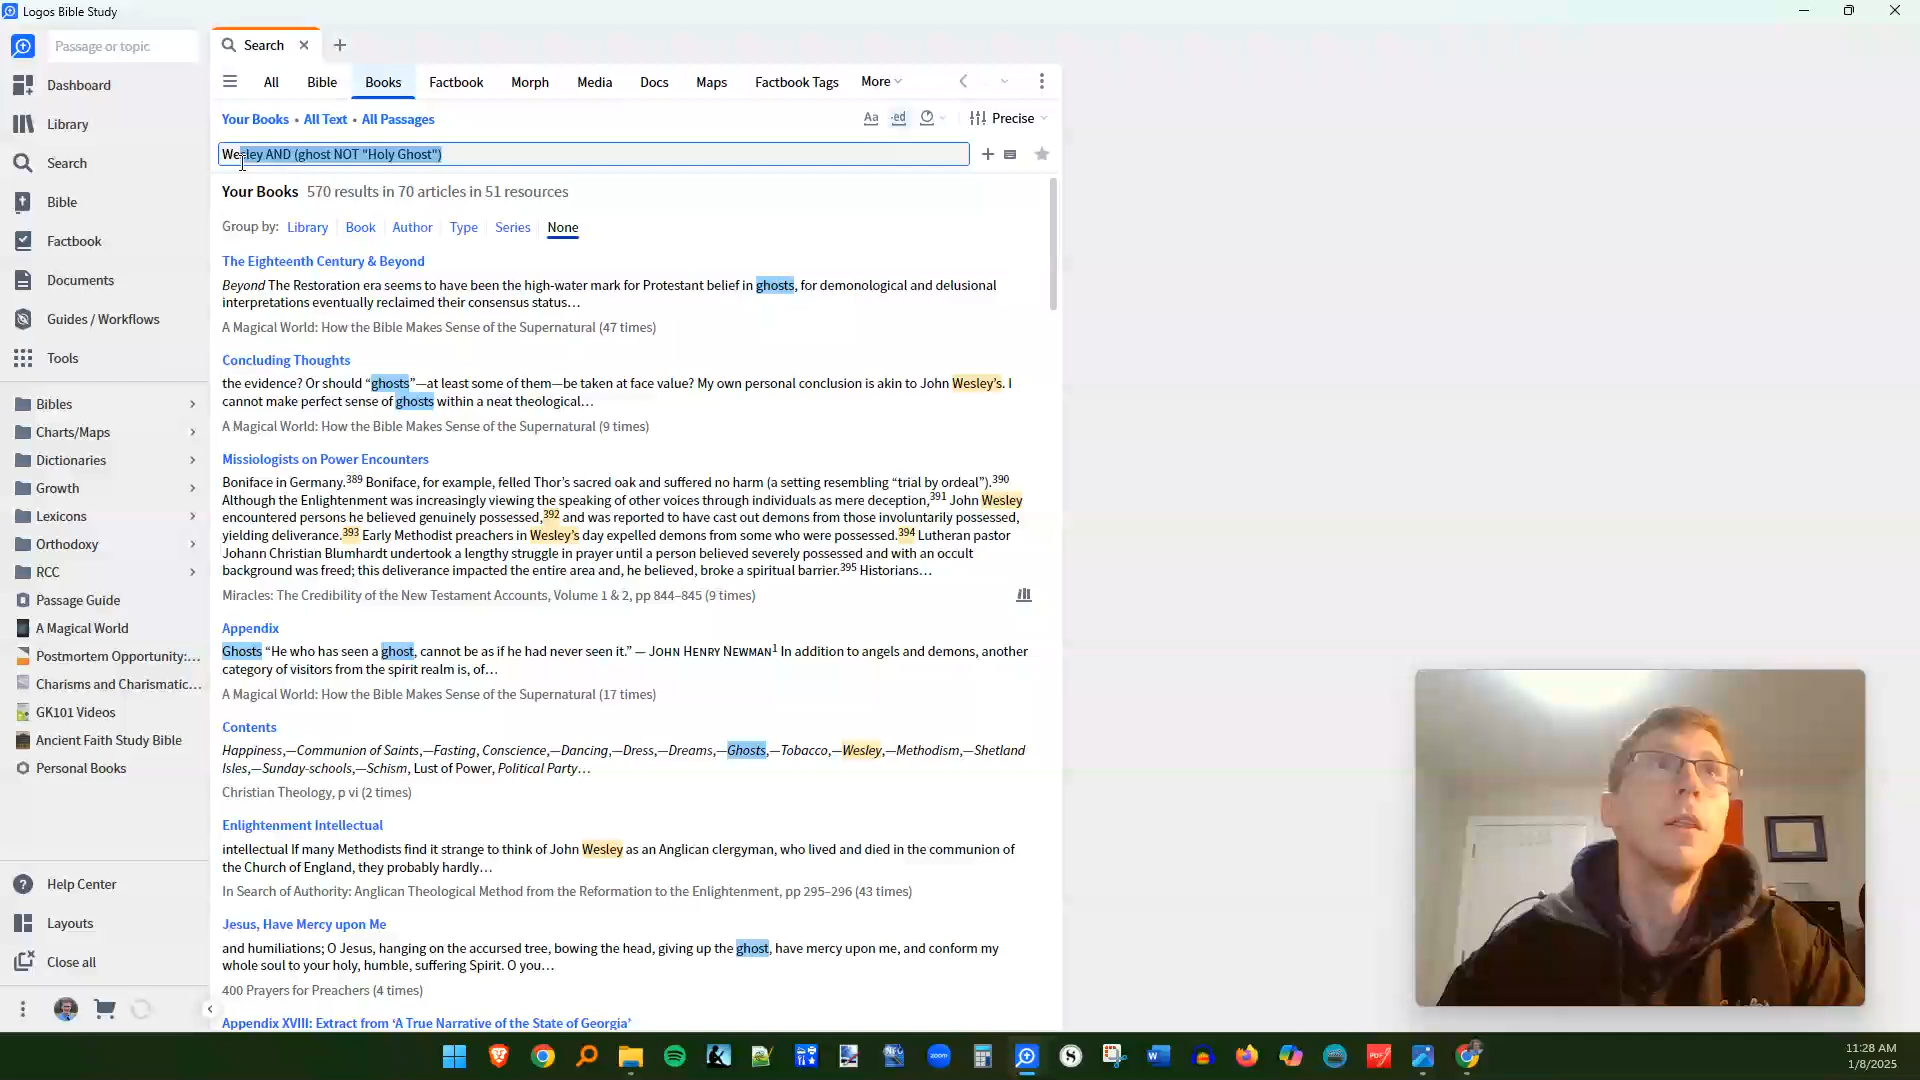 Logos Bible Study
Passage or topic
Dashboard
Library
Search
Bible
Factbook
Documents
Guides / Workflows
Tools
Bibles
Charts/Maps
Dictionaries
Growth
Lexicons
Orthodoxy
RCC
Passage Guide
A Magical World
Postmortem Opportunity:...
Charisms and Charismatic...
GK101 Videos
Ancient Faith Study Bible
Personal Books
Help Center
Layouts
Close all
Search
All Bible Books Factbook Morph Media Docs Maps Factbook Tags More
Your Books • All Text • All Passages Aa -ed Precise
Wesley AND (ghost NOT "Holy Ghost")
Your Books 570 results in 70 articles in 51 resources
Group by: Library Book Author Type Series None
The Eighteenth Century & Beyond
Beyond The Restoration era seems to have been the high-water mark for Protestant belief in ghosts, for demonological and delusional
interpretations eventually reclaimed their consensus status…
A Magical World: How the Bible Makes Sense of the Supernatural (47 times)
Concluding Thoughts
the evidence? Or should “ghosts”—at least some of them—be taken at face value? My own personal conclusion is akin to John Wesley’s. I
cannot make perfect sense of ghosts within a neat theological…
A Magical World: How the Bible Makes Sense of the Supernatural (9 times)
Missiologists on Power Encounters
Boniface in Germany.389 Boniface, for example, felled Thor’s sacred oak and suffered no harm (a setting resembling “trial by ordeal”).390
Although the Enlightenment was increasingly viewing the speaking of other voices through individuals as mere deception,391 John Wesley
encountered persons he believed genuinely possessed,392 and was reported to have cast out demons from those involuntarily possessed,
yielding deliverance.393 Early Methodist preachers in Wesley’s day expelled demons from some who were possessed.394 Lutheran pastor
Johann Christian Blumhardt undertook a lengthy struggle in prayer until a person believed severely possessed and with an occult
background was freed; this deliverance impacted the entire area and, he believed, broke a spiritual barrier.395 Historians…
Miracles: The Credibility of the New Testament Accounts, Volume 1 & 2, pp 844–845 (9 times)
Appendix
Ghosts “He who has seen a ghost, cannot be as if he had never seen it.” — JOHN HENRY NEWMAN1 In addition to angels and demons, another
category of visitors from the spirit realm is, of…
A Magical World: How the Bible Makes Sense of the Supernatural (17 times)
Contents
Happiness,—Communion of Saints,—Fasting, Conscience,—Dancing,—Dress,—Dreams,—Ghosts,—Tobacco,—Wesley,—Methodism,—Shetland
Isles,—Sunday-schools,—Schism, Lust of Power, Political Party…
Christian Theology, p vi (2 times)
Enlightenment Intellectual
intellectual If many Methodists find it strange to think of John Wesley as an Anglican clergyman, who lived and died in the communion of
the Church of England, they probably hardly…
In Search of Authority: Anglican Theological Method from the Reformation to the Enlightenment, pp 295–296 (43 times)
Jesus, Have Mercy upon Me
and humiliations; O Jesus, hanging on the accursed tree, bowing the head, giving up the ghost, have mercy upon me, and conform my
whole soul to your holy, humble, suffering Spirit. O you…
400 Prayers for Preachers (4 times)
Appendix XVIII: Extract from ‘A True Narrative of the State of Georgia’
zoom
PDF
11:28 AM
1/8/2025